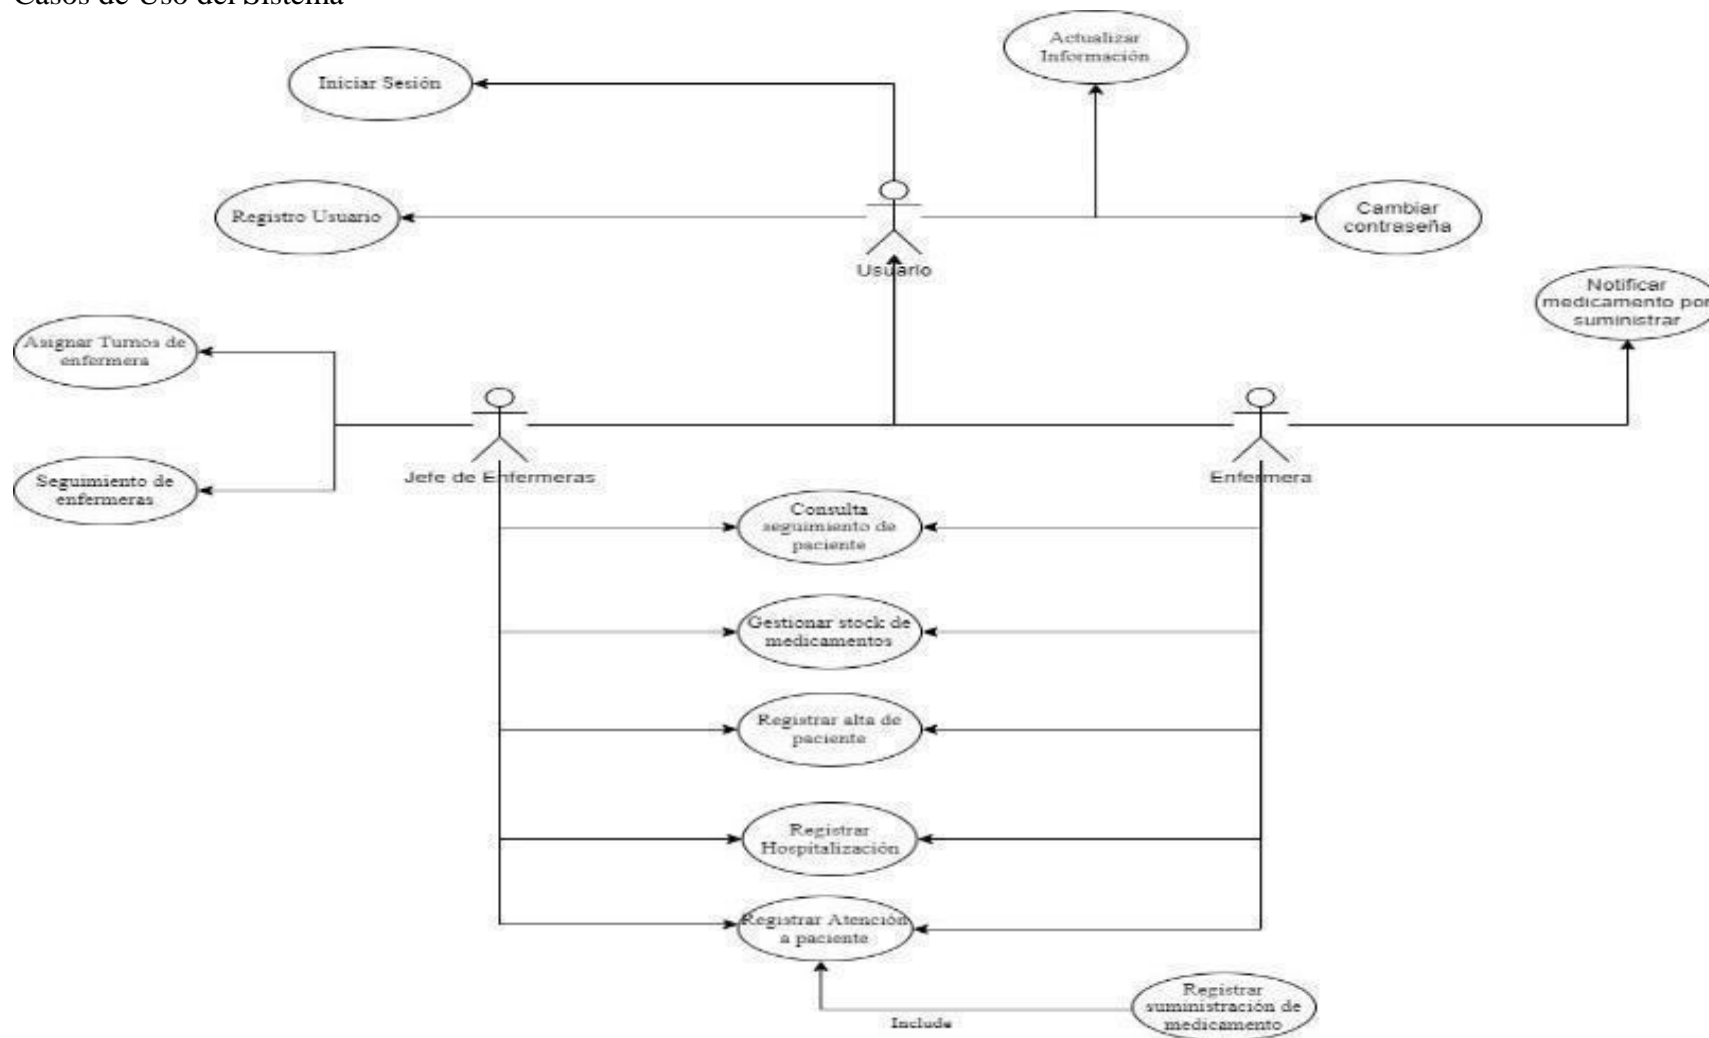 Casos de Uso del Sistema
Actualizar
Información
Iniciar Sesión
Registro Usuario
Cambiar
contraseña
Usuario
Notificar
medicamento por
suministrar
Asignar Turnos de
enfermera
Seguimiento de
enfermeras
Jefe de Enfermeras
Enfermera
Consulta
seguimiento de
paciente
Gestionar stock de
medicamentos
Registrar alta de
paciente
Registrar
Hospitalización
Registrar Atención
a paciente
Registrar
suministración de
medicamento
Include